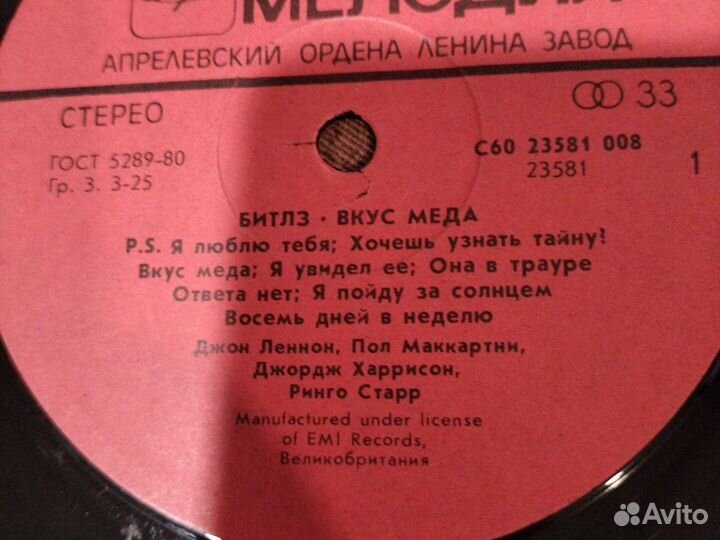 МЕЛОДИЯ
АПРЕЛЕВСКИЙ ОРДЕНА ЛЕНИНА ЗАВОД
СТЕРЕО
33
ГОСТ 5289-80
Гр. 3. 3-25
С60 23581 008
23581
1
БИТЛЗ · ВКУС МЕДА
P.S. Я люблю тебя; Хочешь узнать тайну?
Вкус меда; Я увидел ее; Она в трауре
Ответа нет; Я пойду за солнцем
Восемь дней в неделю
Джон Леннон, Пол Маккартни,
Джордж Харрисон,
Ринго Старр
Manufactured under license
of EMI Records,
Великобритания
Avito